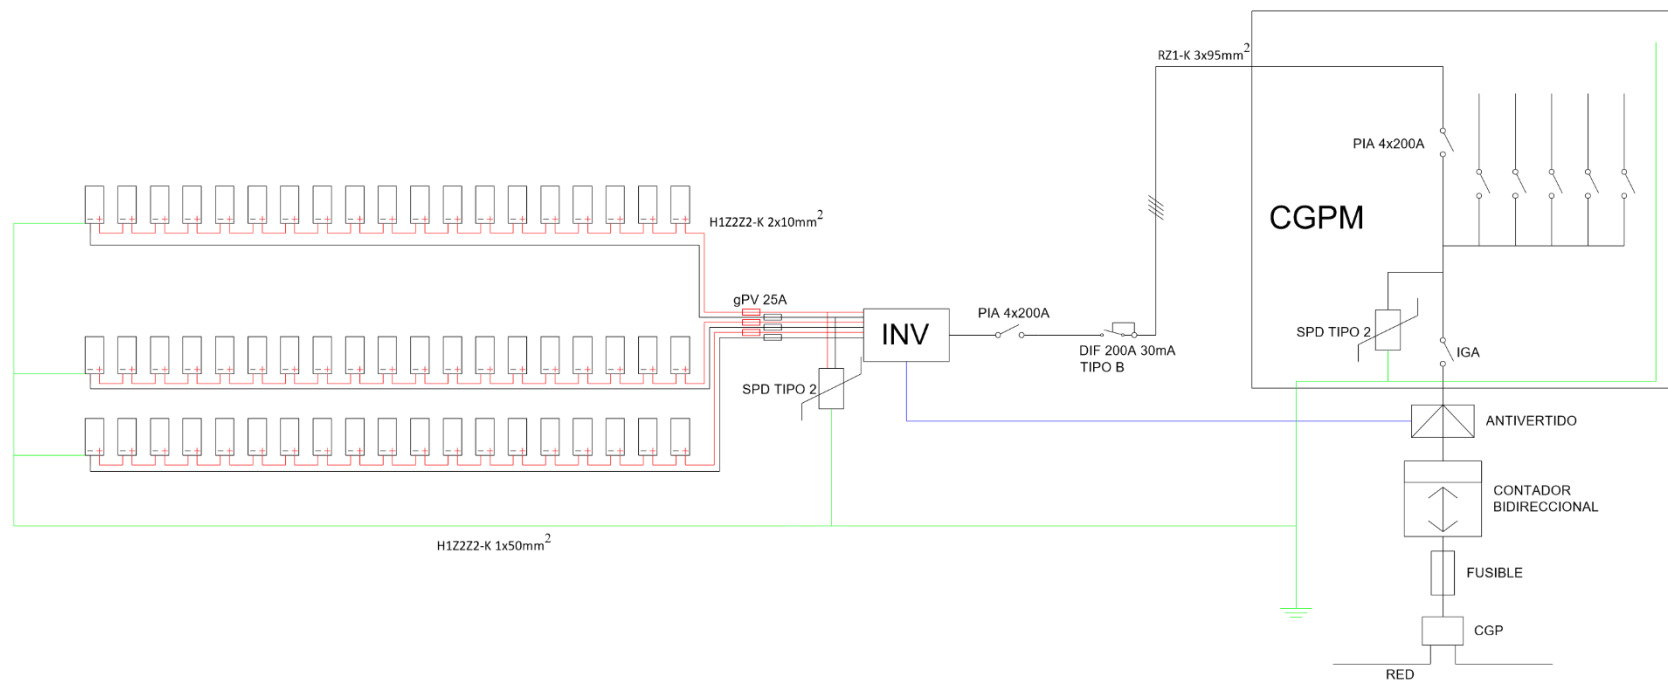 RZ1-K 3x95mm²
PIA 4x200A
CGPM
H1Z2Z2-K 2x10mm²
gPV 25A
INV
PIA 4x200A
DIF 200A 30mA
TIPO B
SPD TIPO 2
SPD TIPO 2
IGA
ANTIVERTIDO
CONTADOR
BIDIRECCIONAL
H1Z2Z2-K 1x50mm²
FUSIBLE
CGP
RED